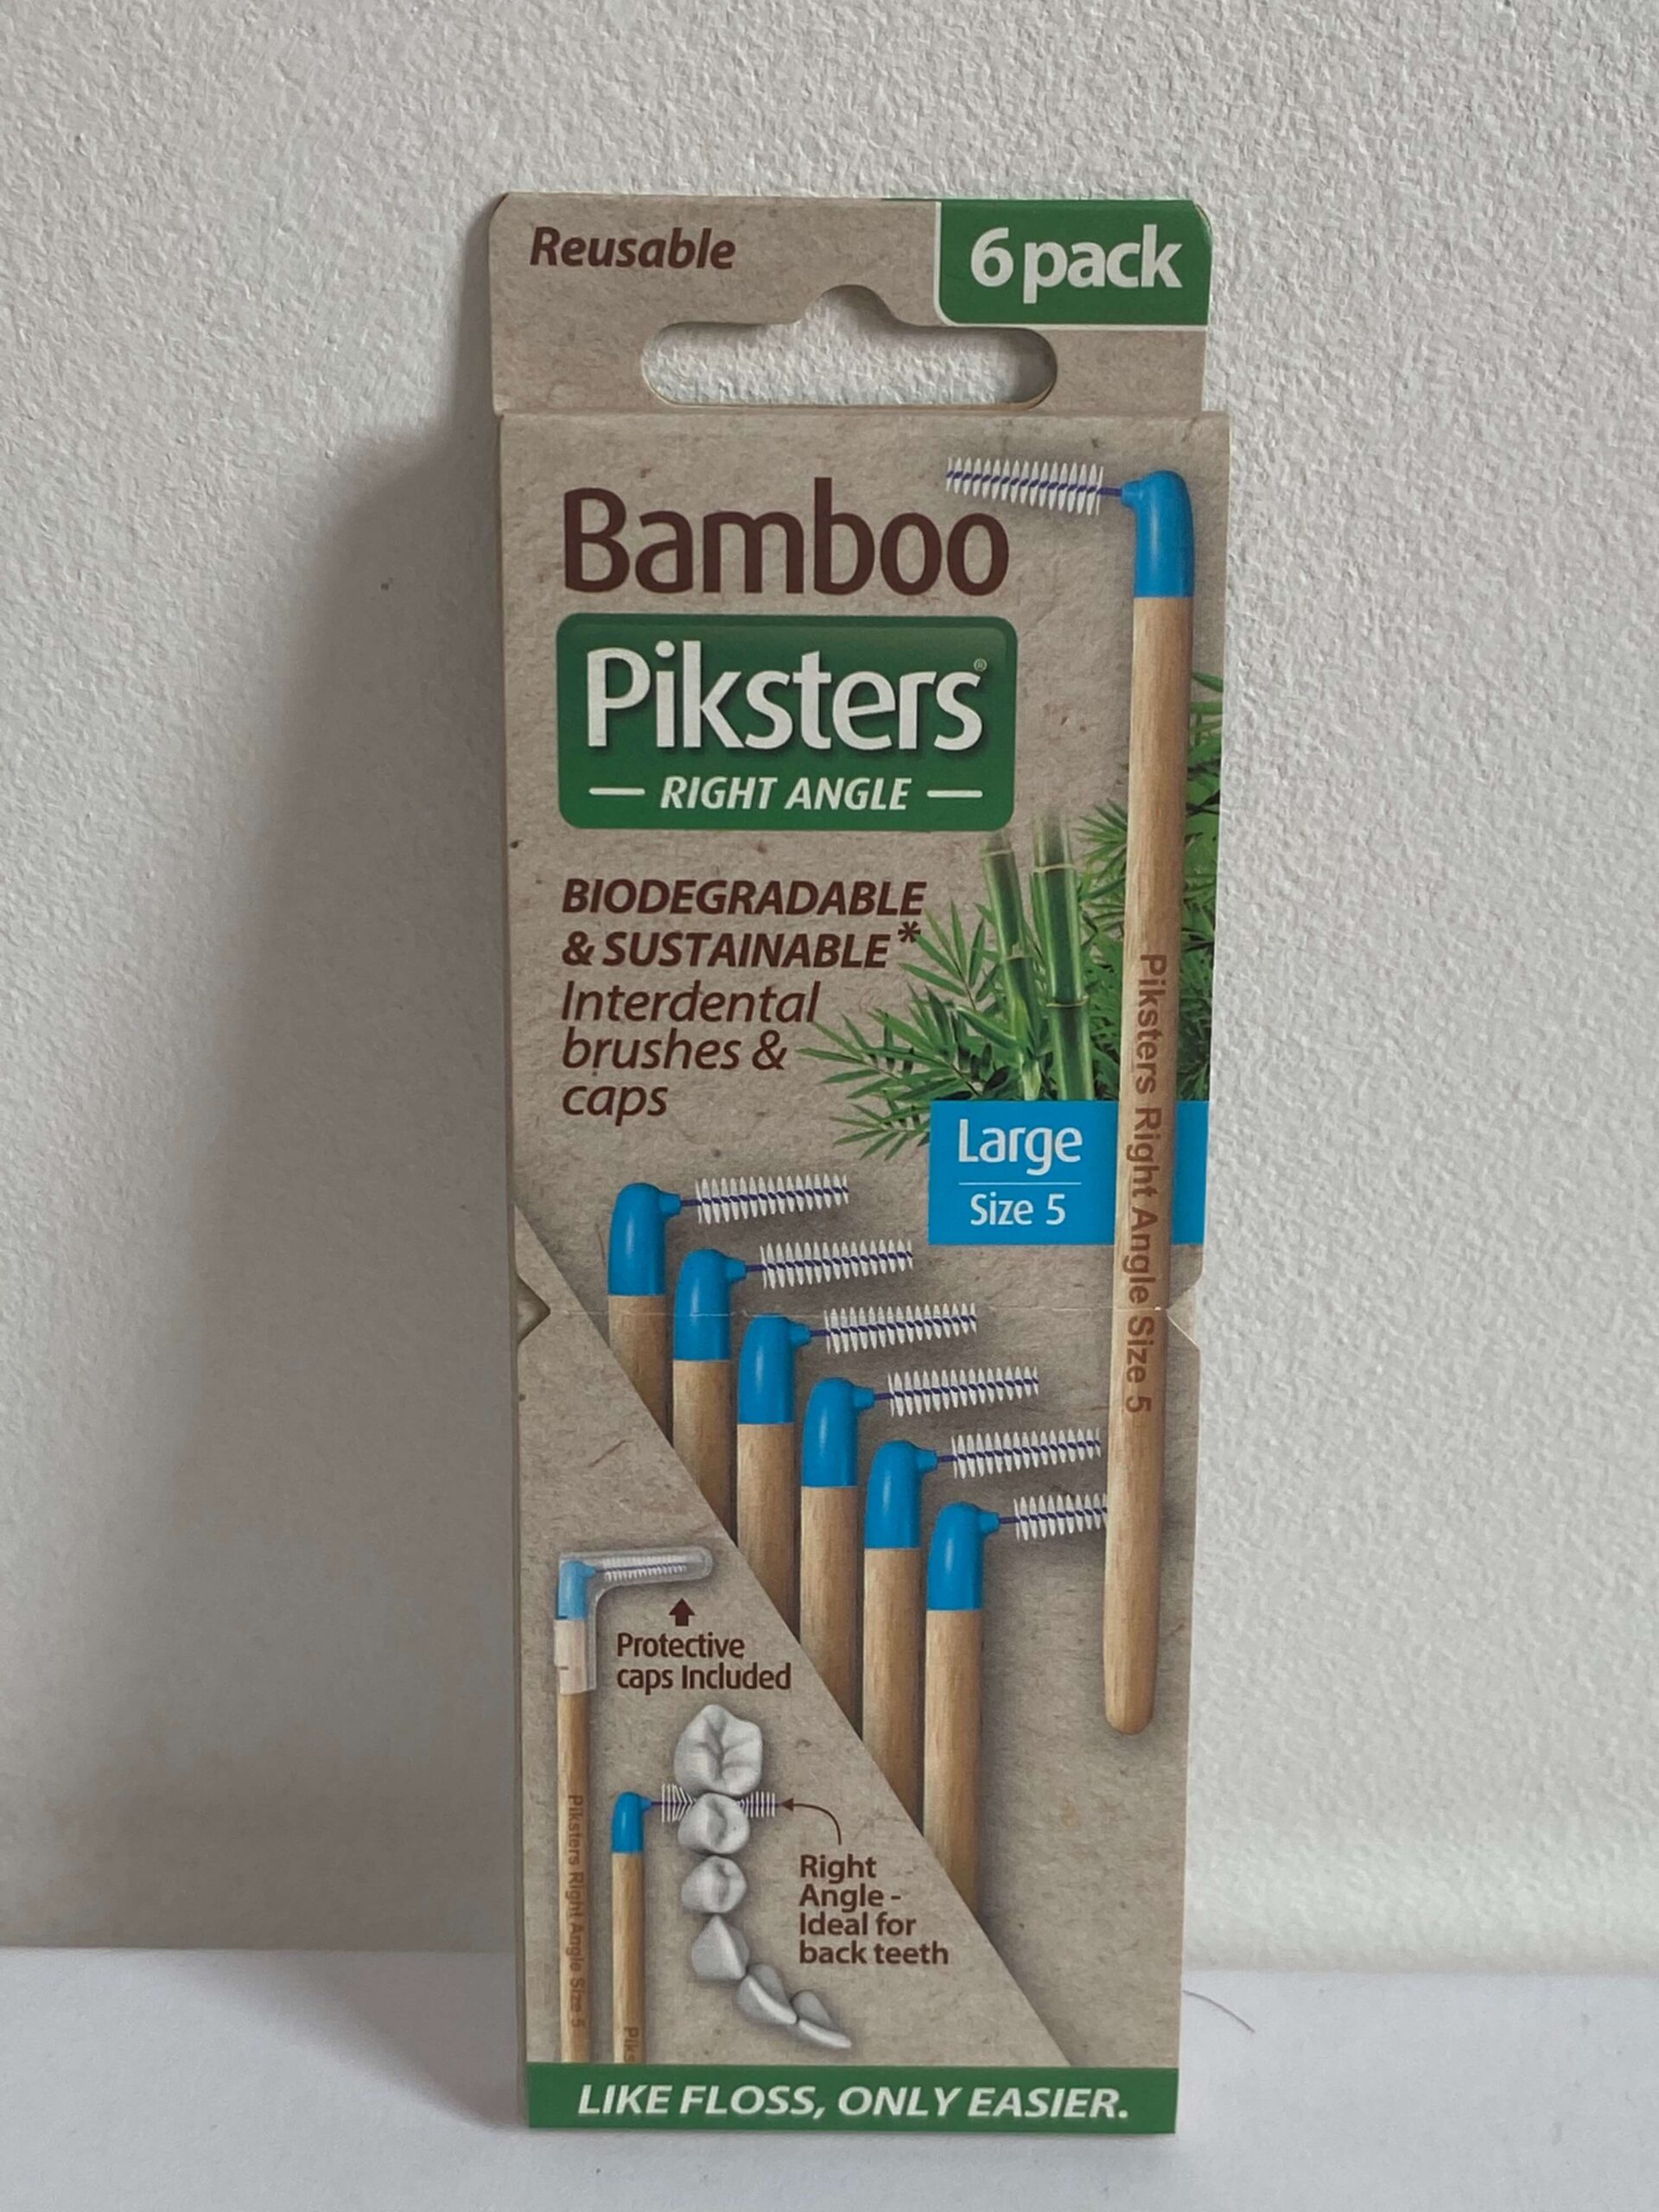 Reusable
6 pack
Bamboo
Piksters®
RIGHT ANGLE
BIODEGRADABLE
& SUSTAINABLE*
Interdental
brushes &
caps
Large
Size 5
Piksters Right Angle Size 5
Protective
caps Included
Right
Angle -
Ideal for
back teeth
Piksters Right Angle Size 5
Piks
LIKE FLOSS, ONLY EASIER.